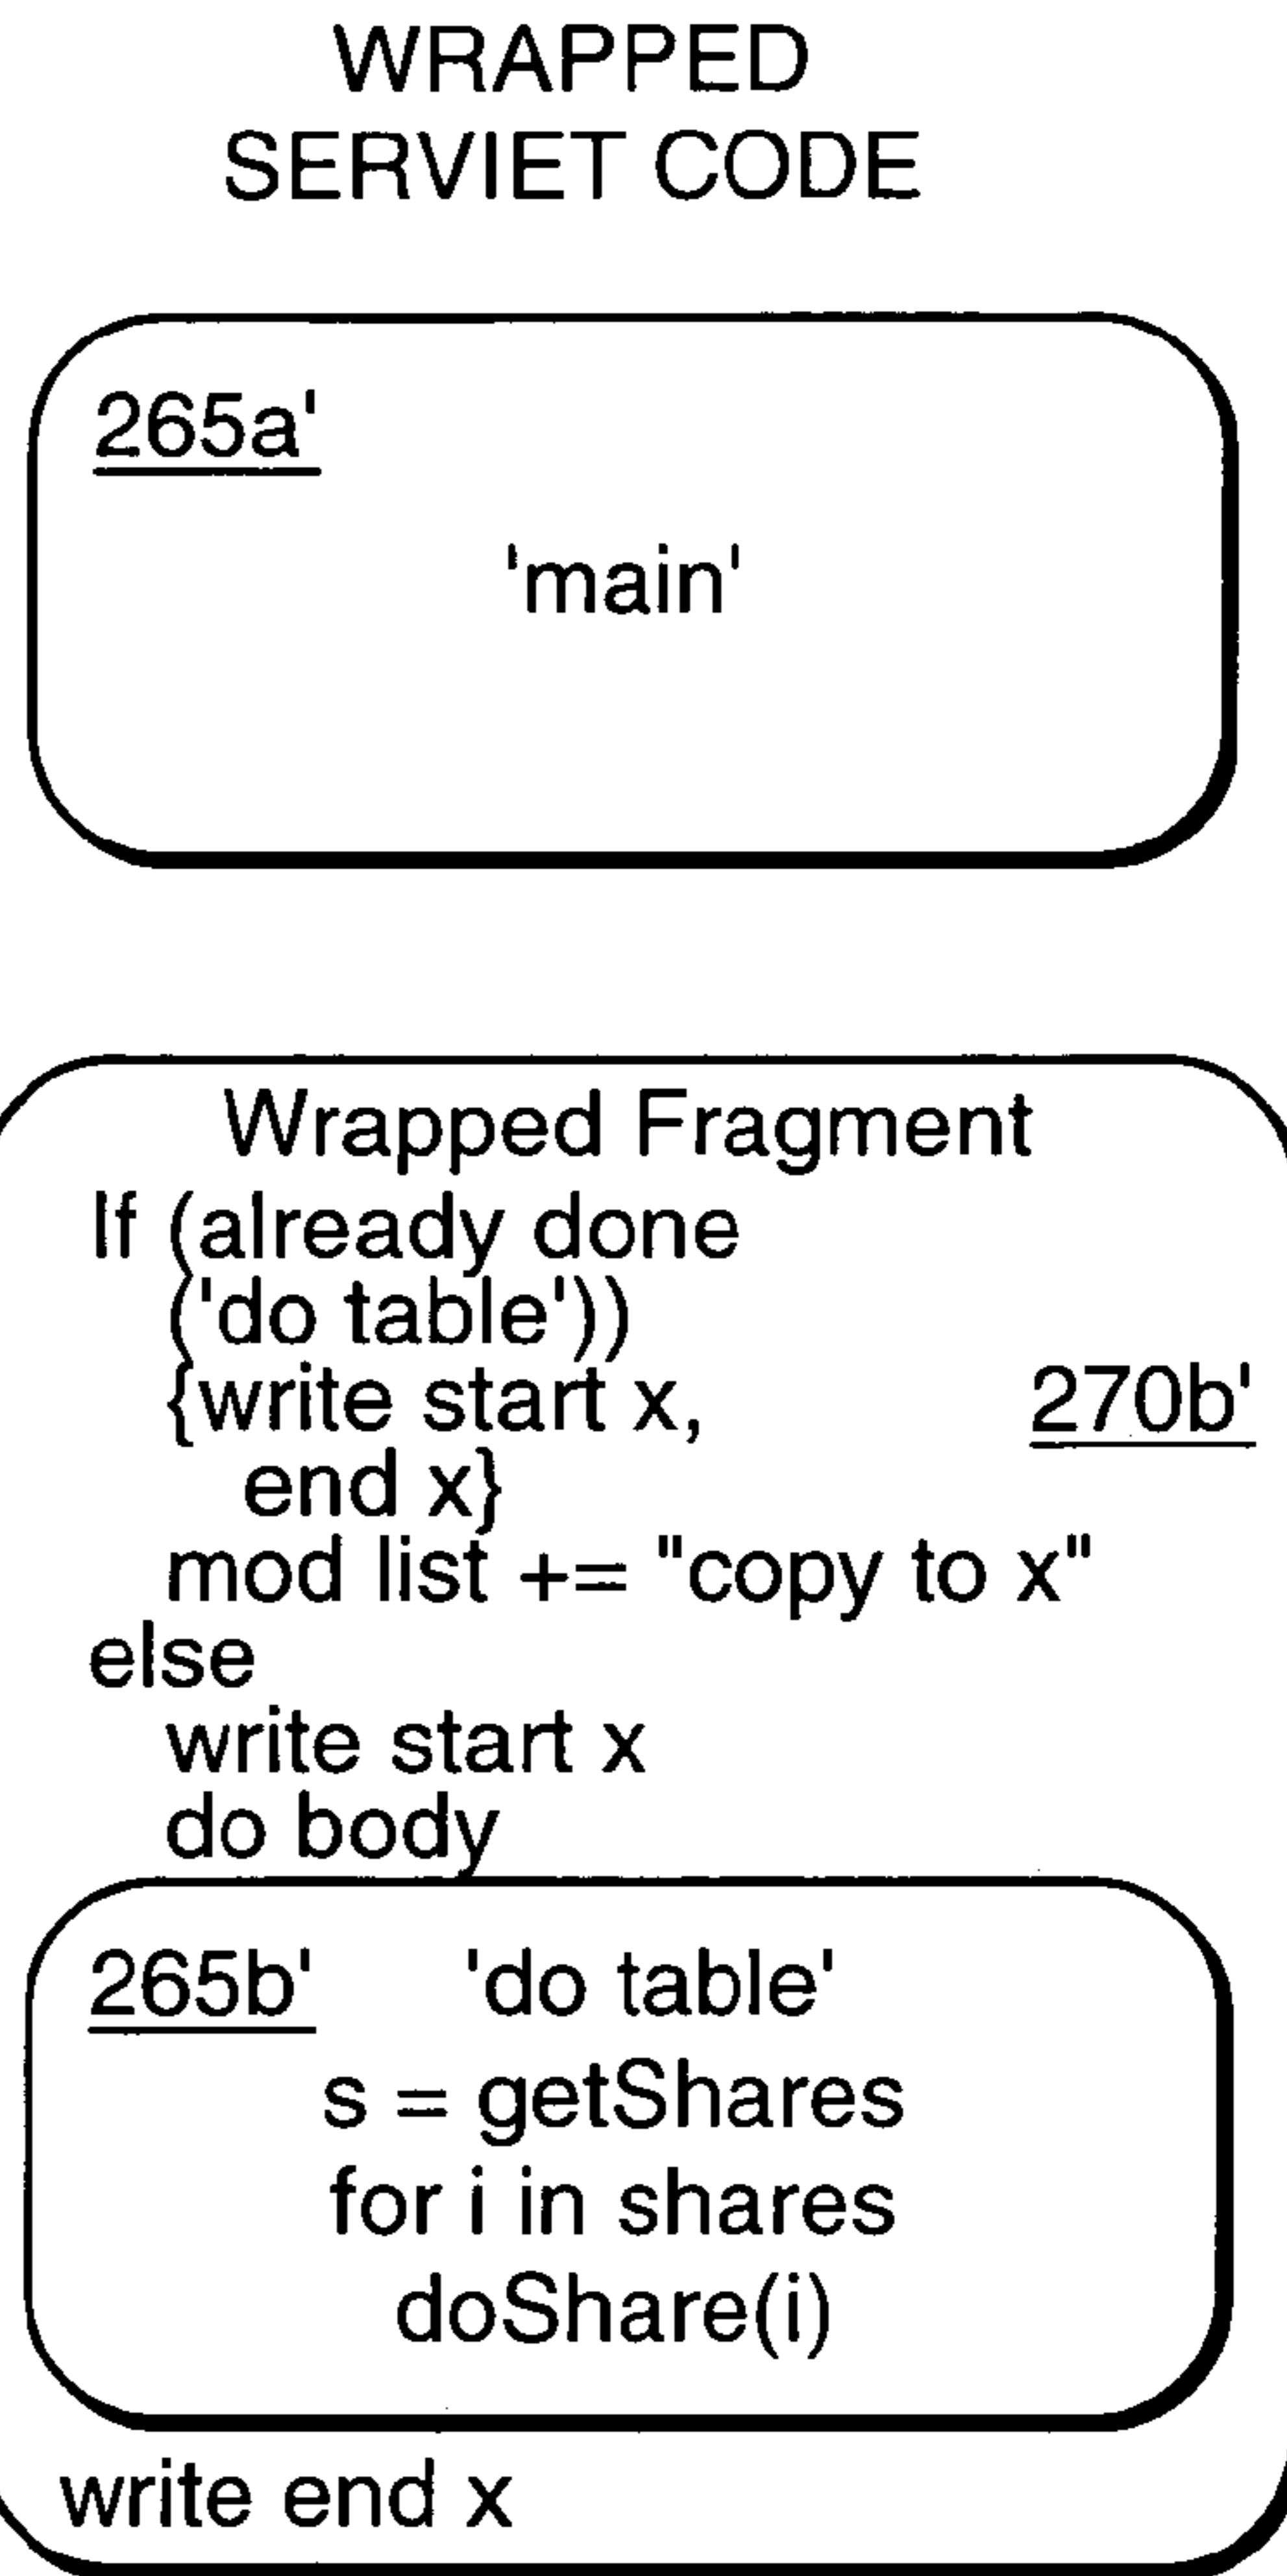 WRAPPED
SERVIET CODE
265a'
'main'
Wrapped Fragment
If (already done
('do table'))
{write start x,
270b'
end x}
mod list += "copy to x"
else
write start x
do body
265b' 'do table'
s = getShares
for i in shares
doShare(i)
write end x